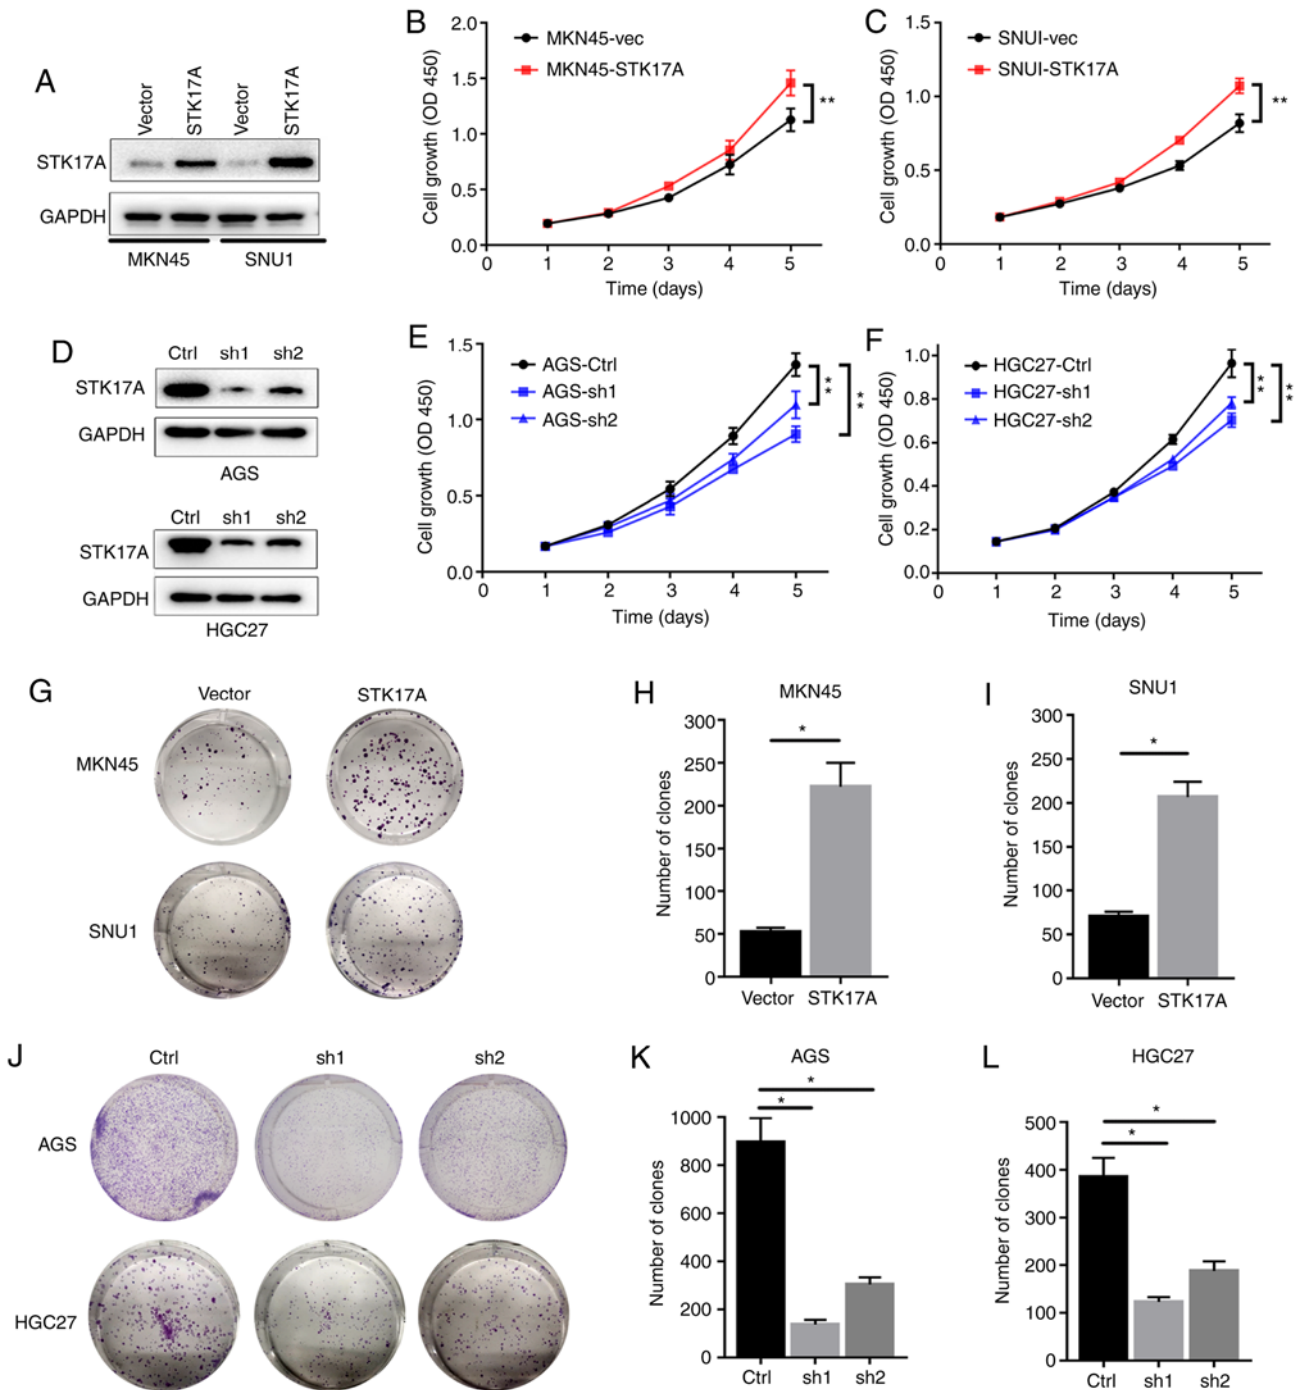 A
Vector
STK17A
Vector
STK17A
STK17A
GAPDH
MKN45
SNU1
B
MKN45-vec
MKN45-STK17A
Cell growth (OD 450)
2.0
1.5
1.0
0.5
0.0
**
0 1 2 3 4 5
Time (days)
C
SNUI-vec
SNUI-STK17A
Cell growth (OD 450)
1.5
1.0
0.5
0.0
**
0 1 2 3 4 5
Time (days)
D
Ctrl sh1 sh2
STK17A
GAPDH
AGS
Ctrl sh1 sh2
STK17A
GAPDH
HGC27
E
AGS-Ctrl
AGS-sh1
AGS-sh2
Cell growth (OD 450)
1.5
1.0
0.5
0.0
**
**
0 1 2 3 4 5
Time (days)
F
HGC27-Ctrl
HGC27-sh1
HGC27-sh2
Cell growth (OD 450)
1.0
0.8
0.6
0.4
0.2
0.0
**
**
0 1 2 3 4 5
Time (days)
G
Vector STK17A
MKN45
SNU1
H
MKN45
Number of clones
300
250
200
150
100
50
0
*
Vector STK17A
I
SNU1
Number of clones
300
250
200
150
100
50
0
*
Vector STK17A
J
Ctrl sh1 sh2
AGS
HGC27
K
AGS
Number of clones
1000
800
600
400
200
0
*
*
Ctrl sh1 sh2
L
HGC27
Number of clones
500
400
300
200
100
0
*
*
Ctrl sh1 sh2